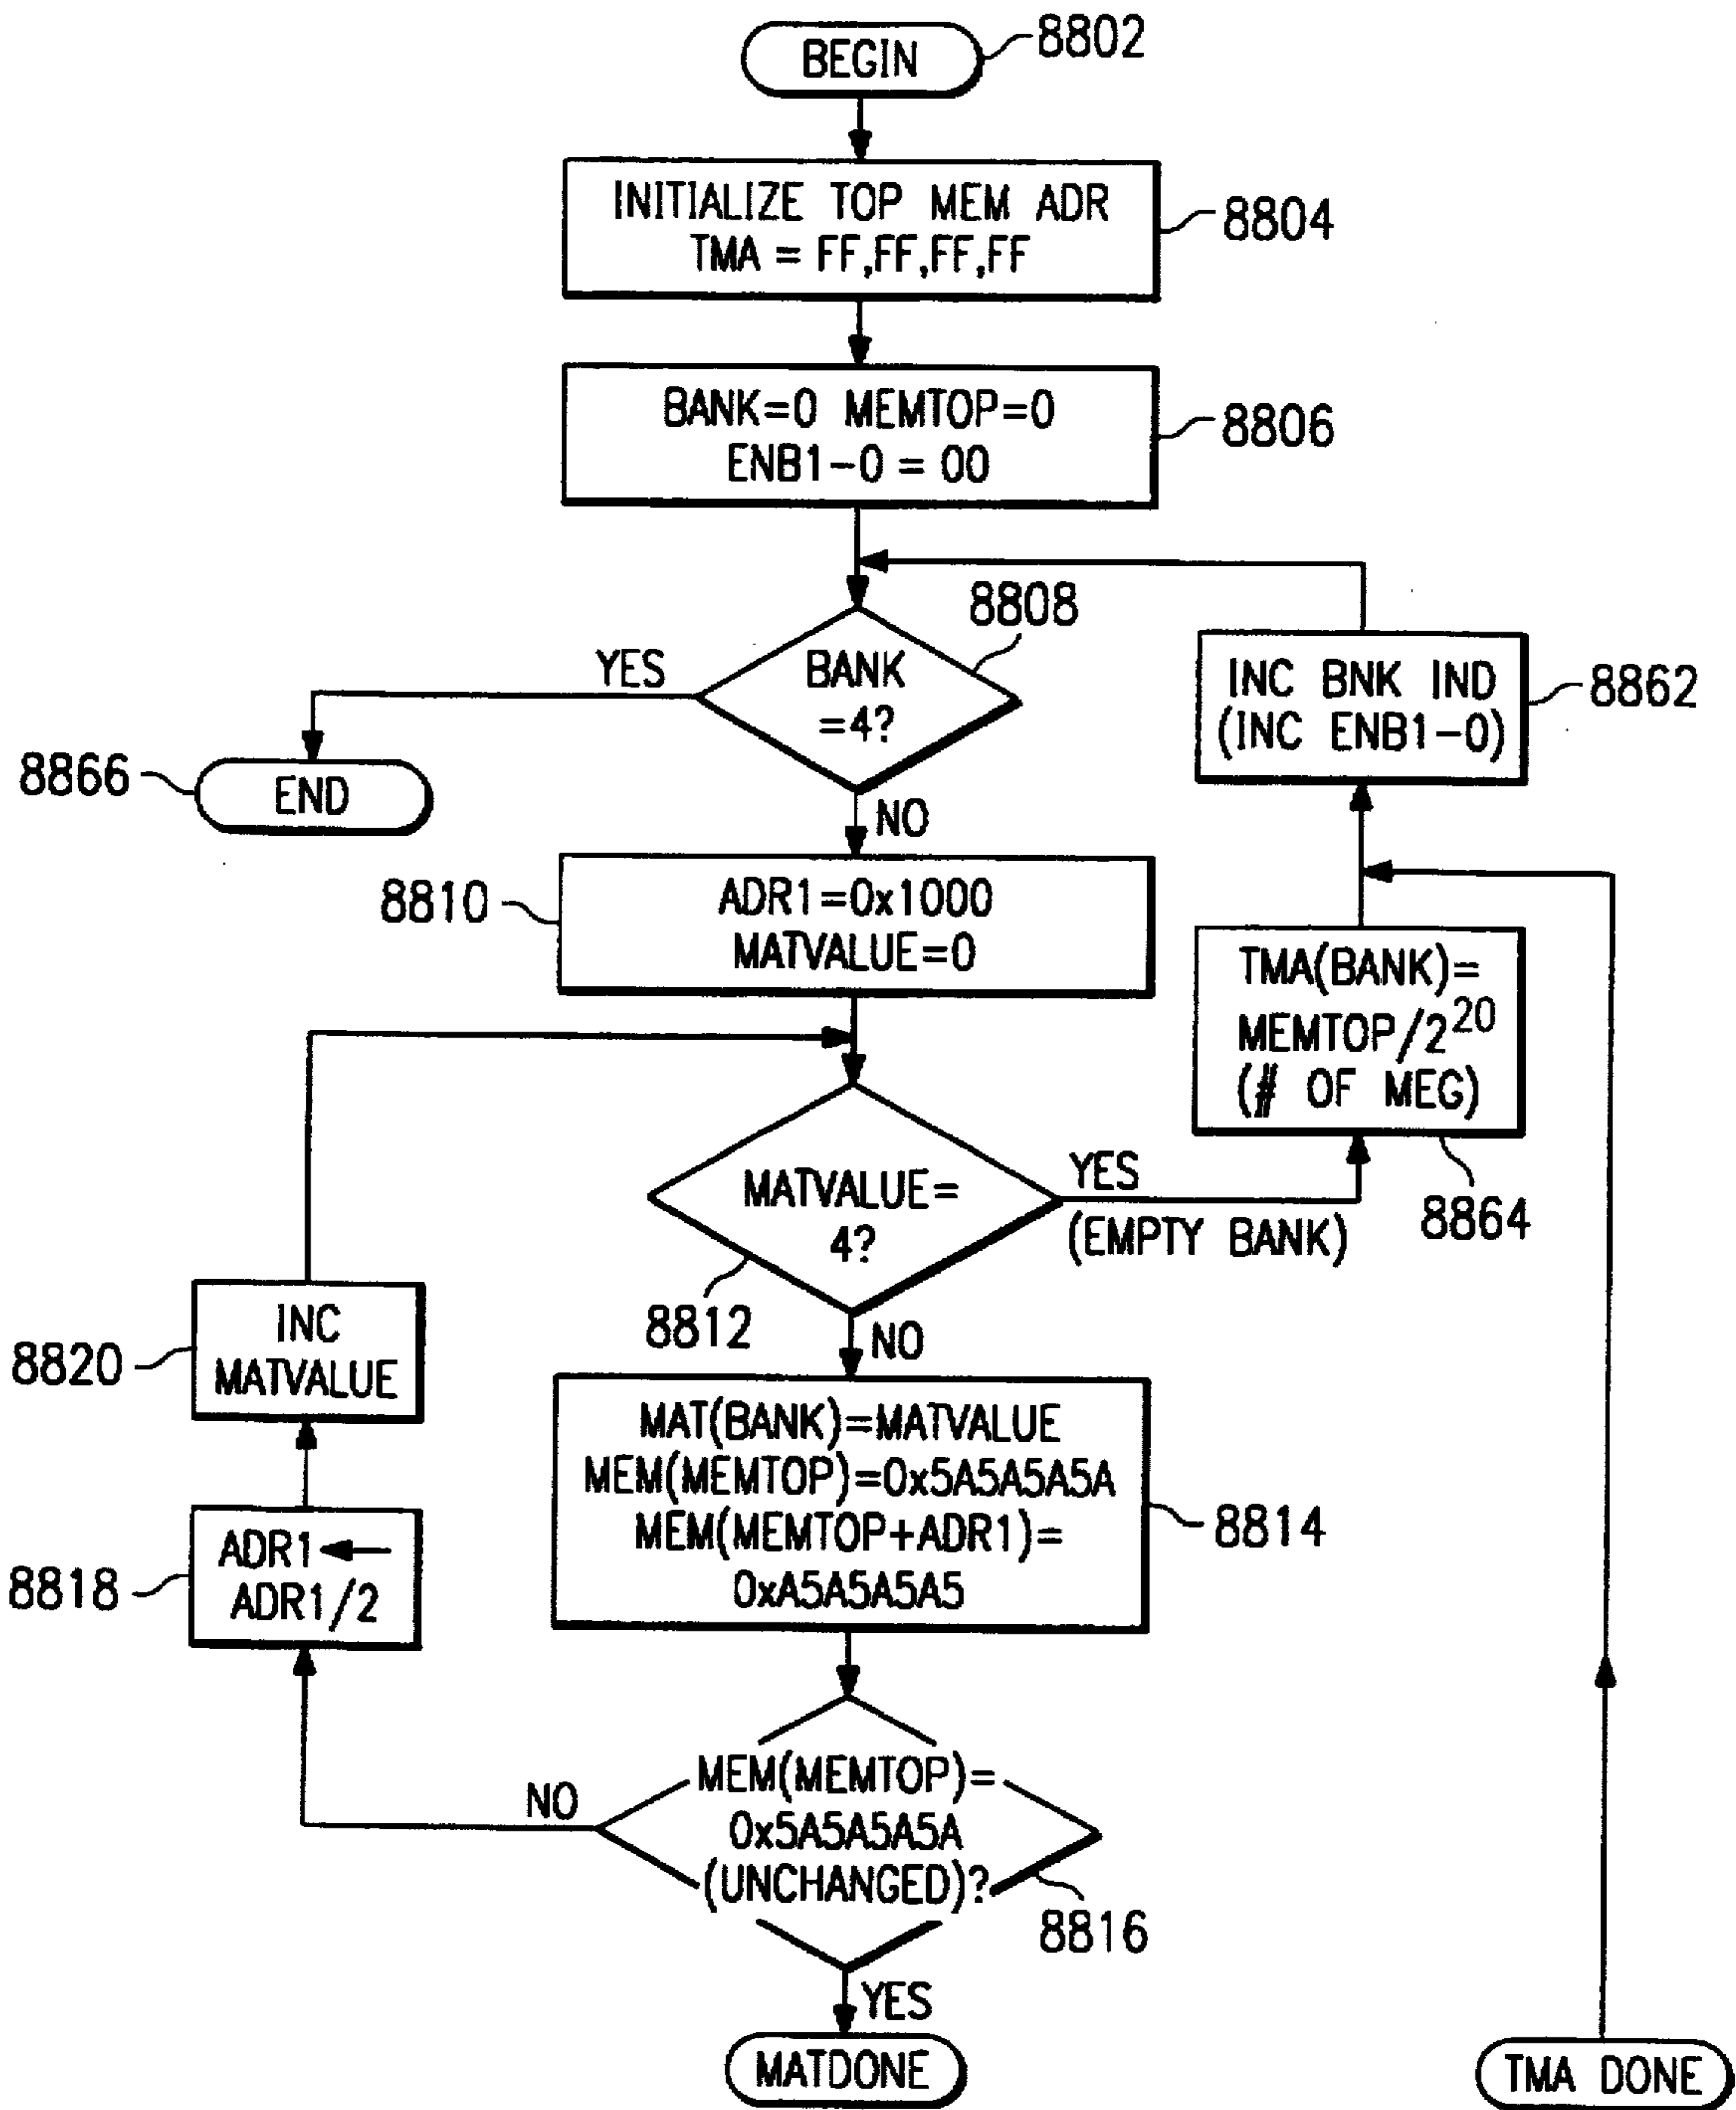 BEGIN
8802
INITIALIZE TOP MEM ADR
TMA = FF,FF,FF,FF
8804
BANK=0 MEMTOP=0
ENB1-0 = 00
8806
8808
BANK
=4?
YES
NO
8866
END
INC BNK IND
(INC ENB1-0)
8862
8810
ADR1=0x1000
MATVALUE=0
TMA(BANK)=
MEMTOP/2^20
(# OF MEG)
8864
MATVALUE=
4?
YES
(EMPTY BANK)
8812
NO
8820
INC
MATVALUE
MAT(BANK)=MATVALUE
MEM(MEMTOP)=0x5A5A5A5A
MEM(MEMTOP+ADR1)=
0xA5A5A5A5
8814
8818
ADR1←
ADR1/2
NO
MEM(MEMTOP)=
0x5A5A5A5A
(UNCHANGED)?
8816
YES
MATDONE
TMA DONE